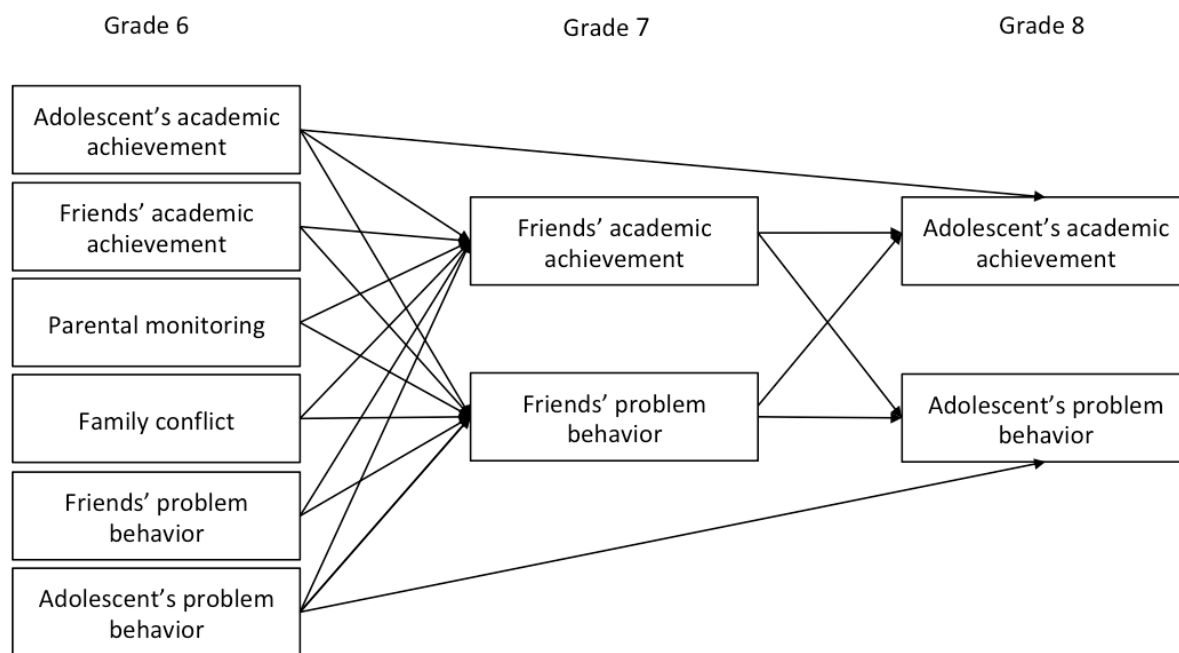 Grade 6
Grade 7
Grade 8
Adolescent’s academic
achievement
Friends’ academic
achievement
Parental monitoring
Family conflict
Friends’ problem
behavior
Adolescent’s problem
behavior
Friends’ academic
achievement
Friends’ problem
behavior
Adolescent’s academic
achievement
Adolescent’s problem
behavior